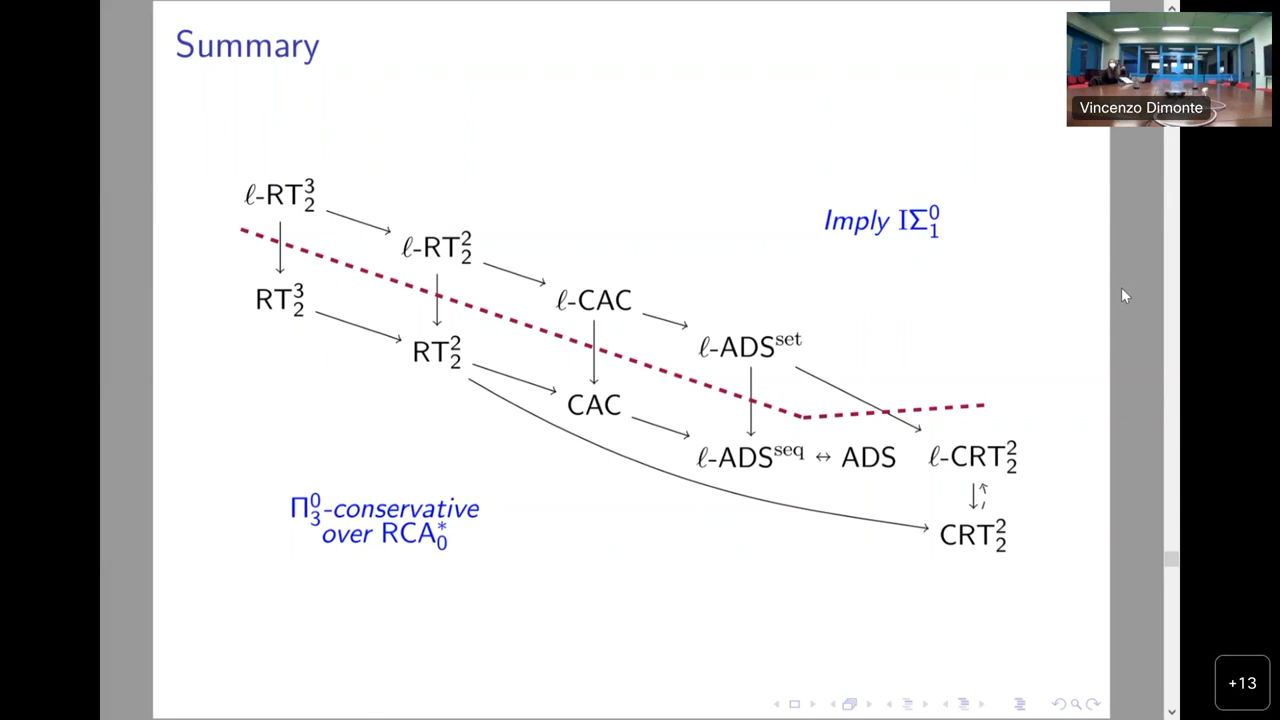 Summary
Vincenzo Dimonte
ℓ-RT³₂
Imply IΣ⁰₁
ℓ-RT²₂
RT³₂
ℓ-CAC
ℓ-ADSˢᵉᵗ
RT²₂
CAC
ℓ-ADSˢᵉq ↔ ADS
ℓ-CRT²₂
Π⁰₃-conservative
over RCA*₀
CRT²₂
+13